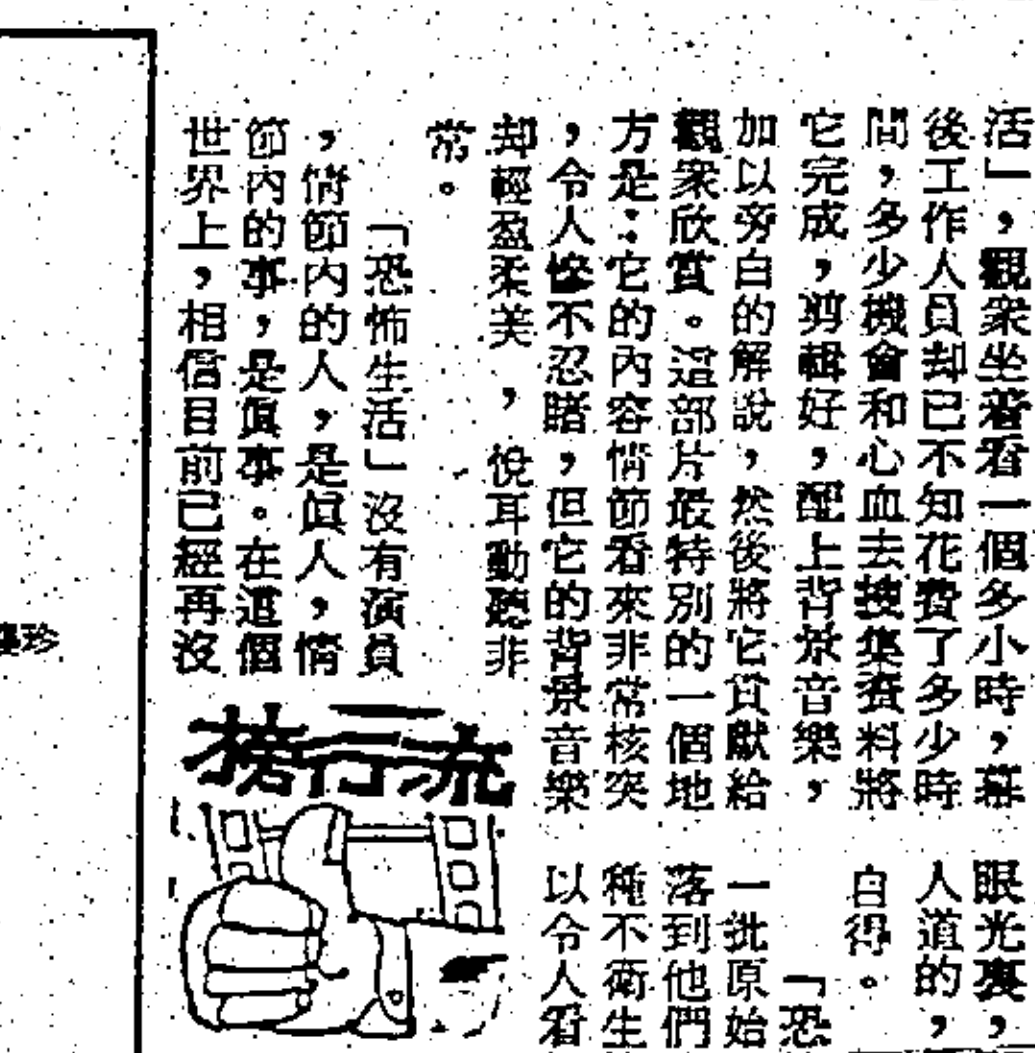 活」，觀衆坐著看一個多小時，幕
後工作人員却已不知花費了多少時
間，多少機會和心血去搜集資料將
它完成，剪輯好，配上背景音樂，
加以旁白的解說，然後將它貢獻給
觀衆欣賞。這部片最特別的一個地
方是：它的內容情節看來非常核突
，令人慘不忍睹，但它的背景音樂
却輕盈柔美，悅耳動聽非
常。
「恐怖生活」沒有演員
，情節內的人，是眞人，情
節內的事，是眞事。在這個
世界上，相信目前已經再沒
流行榜
眼光裏，
人道的，
自得。
「恐
一批原始
落到他們
種不衛生
以令人看
珍